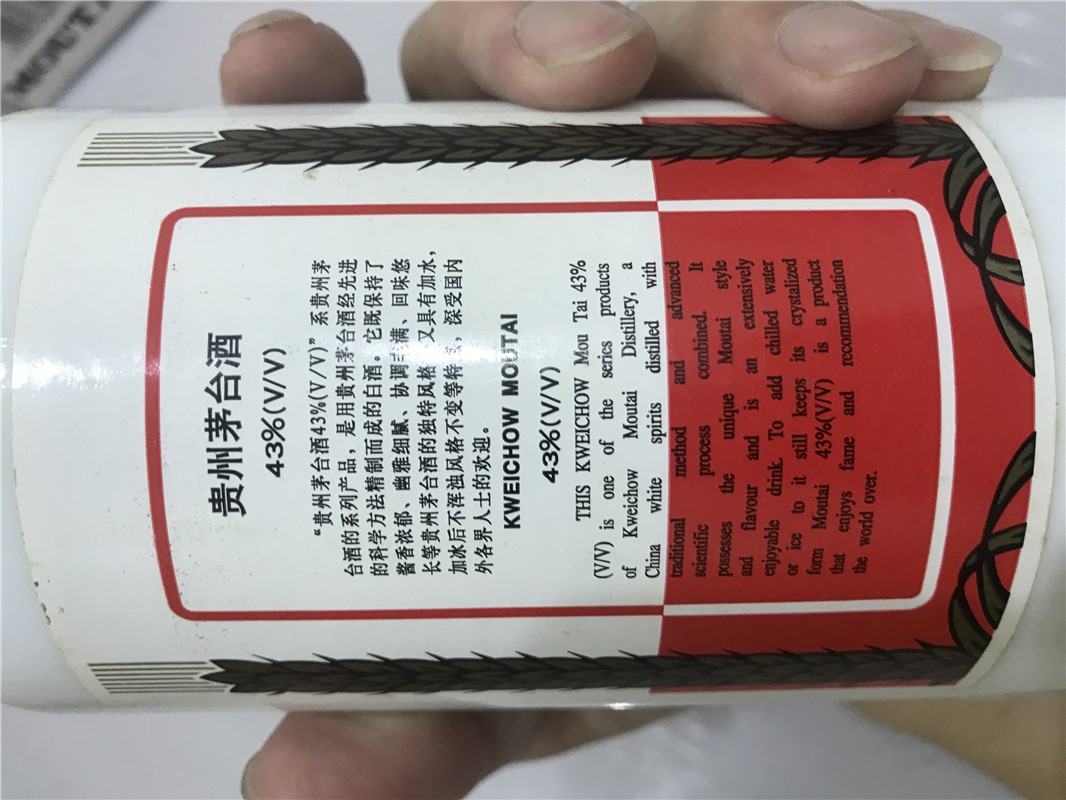 MOUTA
贵州茅台酒
43%(V/V)
“贵州茅台酒43%(V/V)”系贵州茅
台酒的系列产品，是用贵州茅台酒经先进
的科学方法精制而成的白酒。它既保持了
酱香浓郁、幽雅细腻、协调丰满、回味悠
长等贵州茅台酒的独特风格，又具有加水，
加冰后不浑浊风格不变等特点，深受国内
外各界人士的欢迎。
KWEICHOW MOUTAI
43%(V/V)
THIS KWEICHOW Mou Tai 43%
(V/V) is one of the series products
of Kweichow Moutai Distillery, a
China white spirits distilled with
traditional method and advanced
scientific process combined. It
possesses the unique Moutai style
and flavour and is an extensively
enjoyable drink. To add chilled water
or ice to it still keeps its crystalized
form Moutai 43%(V/V) is a product
that enjoys fame and recommendation
the world over.